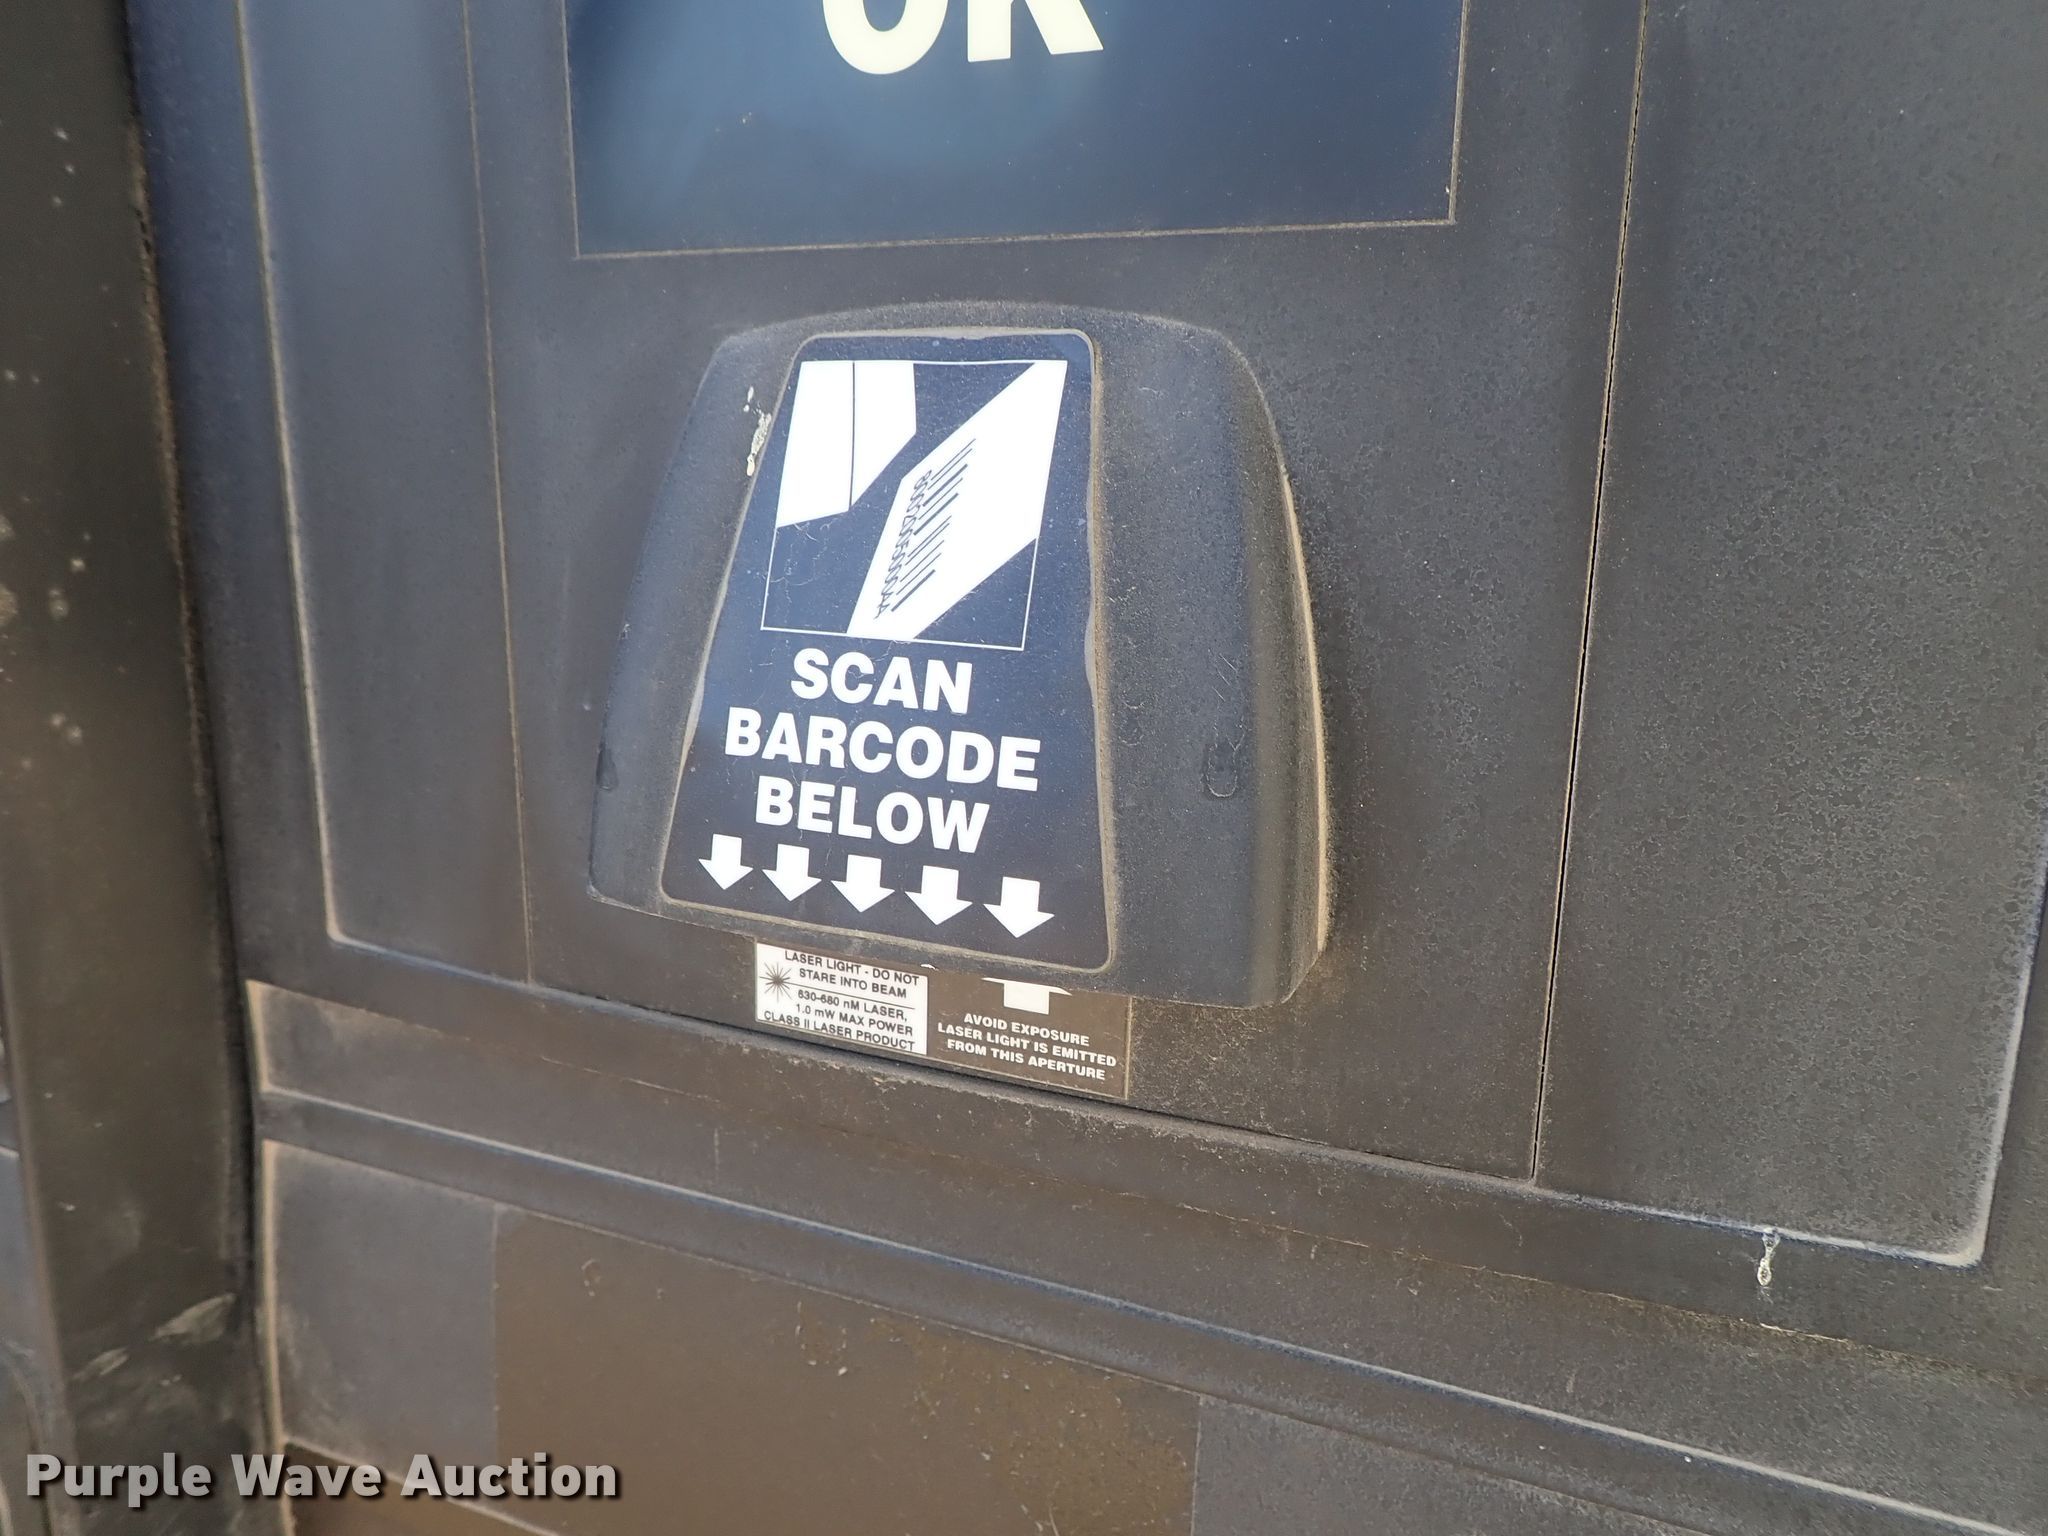 SCAN
BARCODE
BELOW
LASER LIGHT - DO NOT
STARE INTO BEAM
630-680 nM LASER,
1.0 mW MAX POWER
CLASS II LASER PRODUCT
AVOID EXPOSURE
LASER LIGHT IS EMITTED
FROM THIS APERTURE
Purple Wave Auction